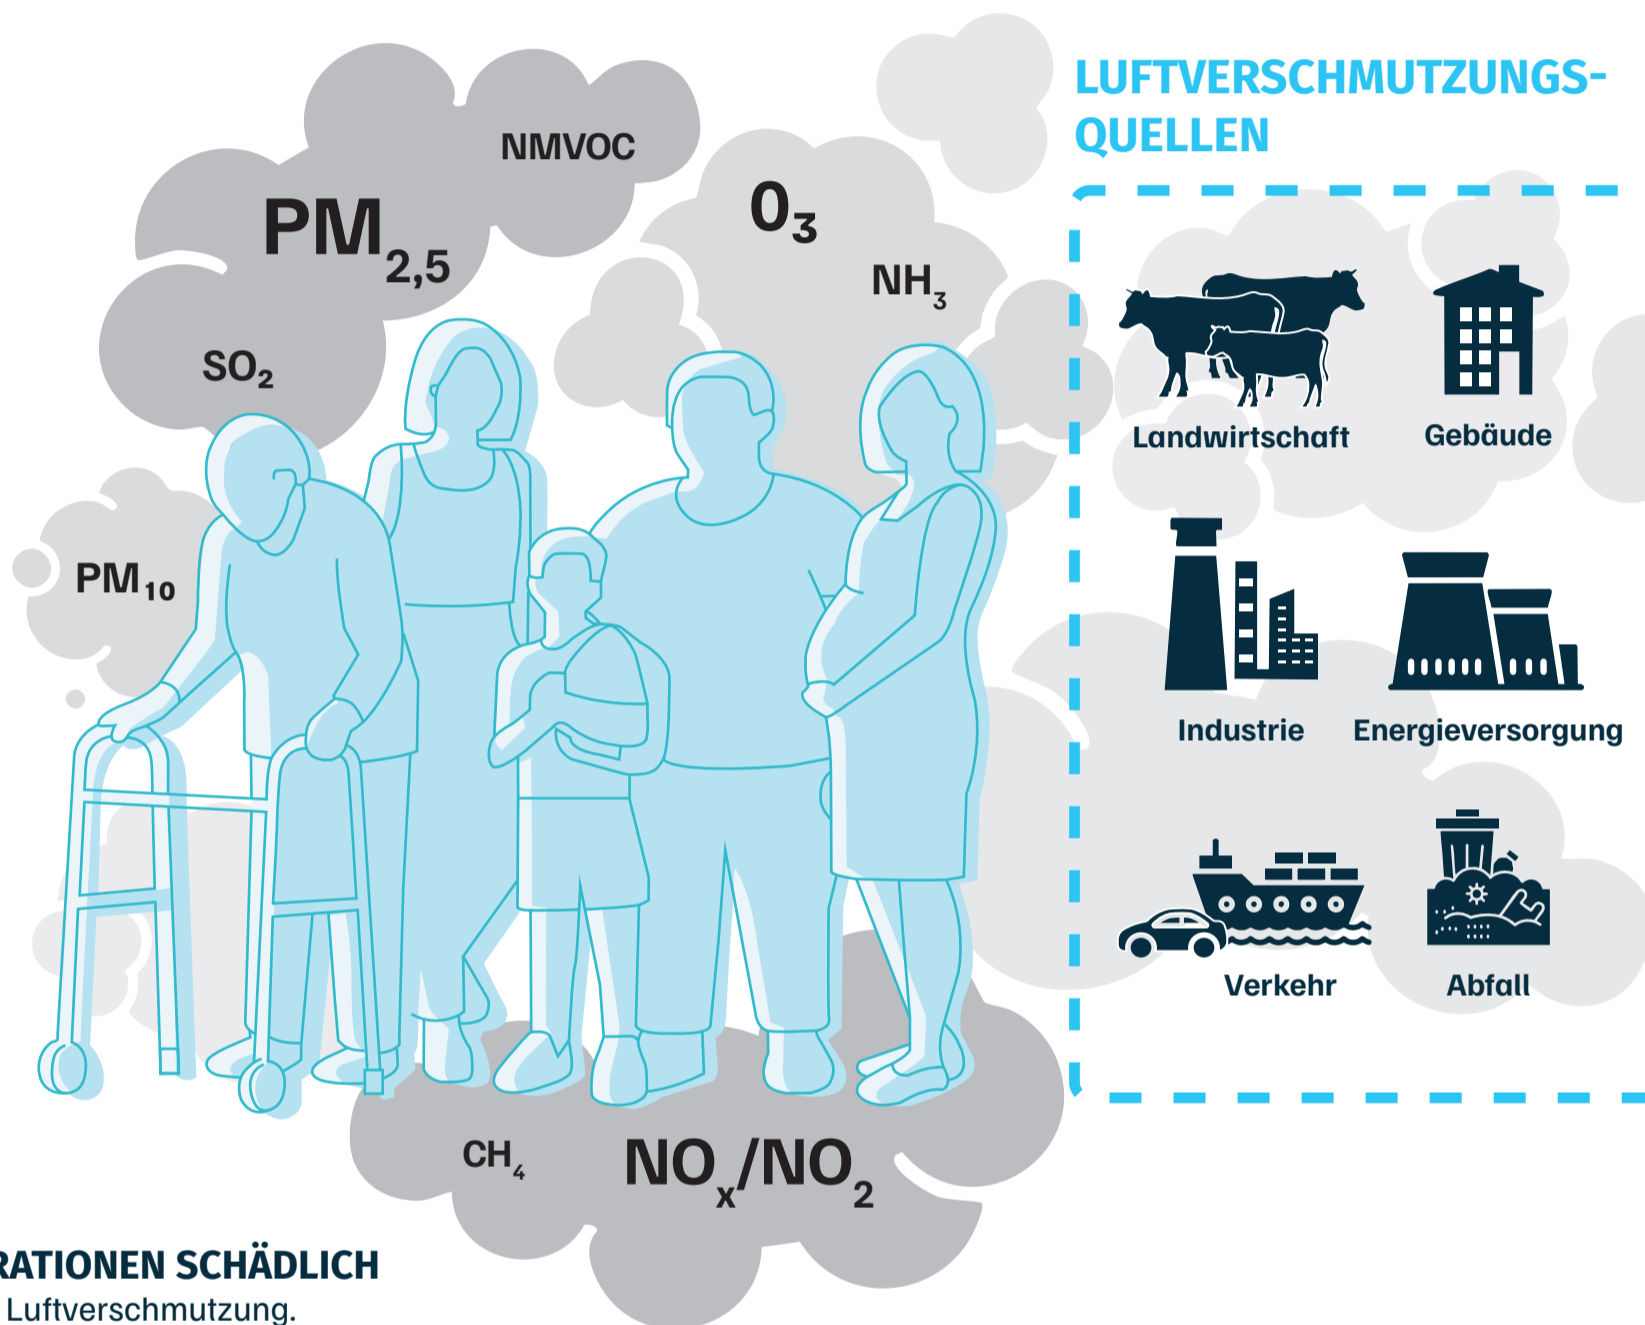 LUFTVERSCHMUTZUNGS-
QUELLEN
NMVOC
PM2,5
O3
NH3
SO2
PM10
Landwirtschaft
Gebäude
Industrie
Energieversorgung
Verkehr
Abfall
CH4
NOx/NO2
RATIONEN SCHÄDLICH
Luftverschmutzung.